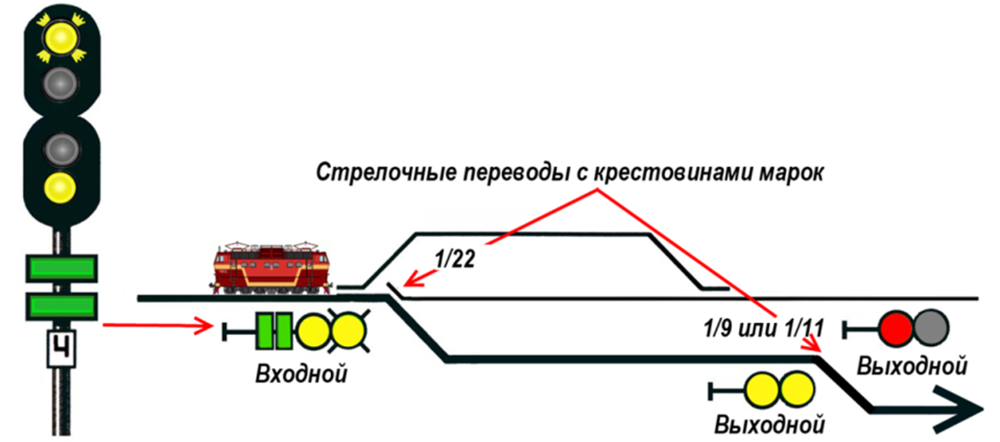 Стрелочные переводы с крестовинами марок
1/22
1/9 или 1/11
Ч
Входной
Выходной
Выходной